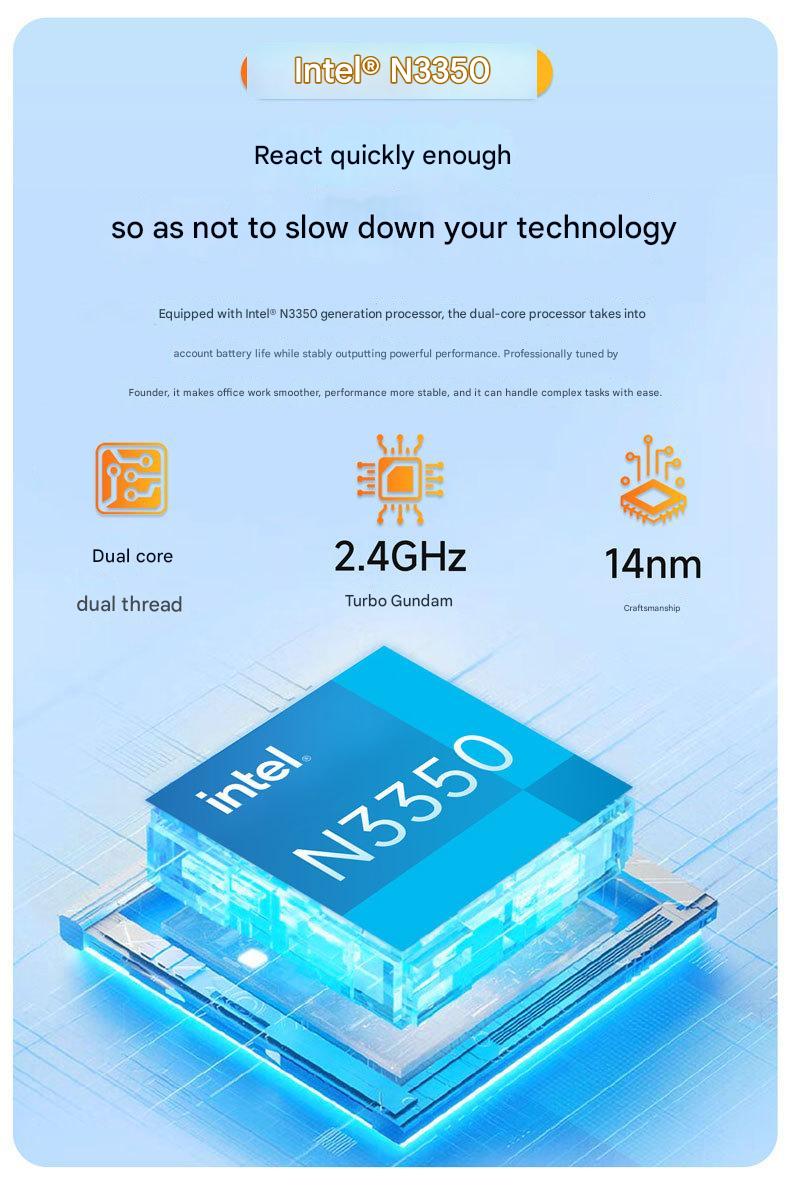 Intel® N3350
React quickly enough
so as not to slow down your technology
Equipped with Intel® N3350 generation processor, the dual-core processor takes into
account battery life while stably outputting powerful performance. Professionally tuned by
Founder, it makes office work smoother, performance more stable, and it can handle complex tasks with ease.
Dual core
dual thread
2.4GHz
Turbo Gundam
14nm
Craftsmanship
intel®
N3350